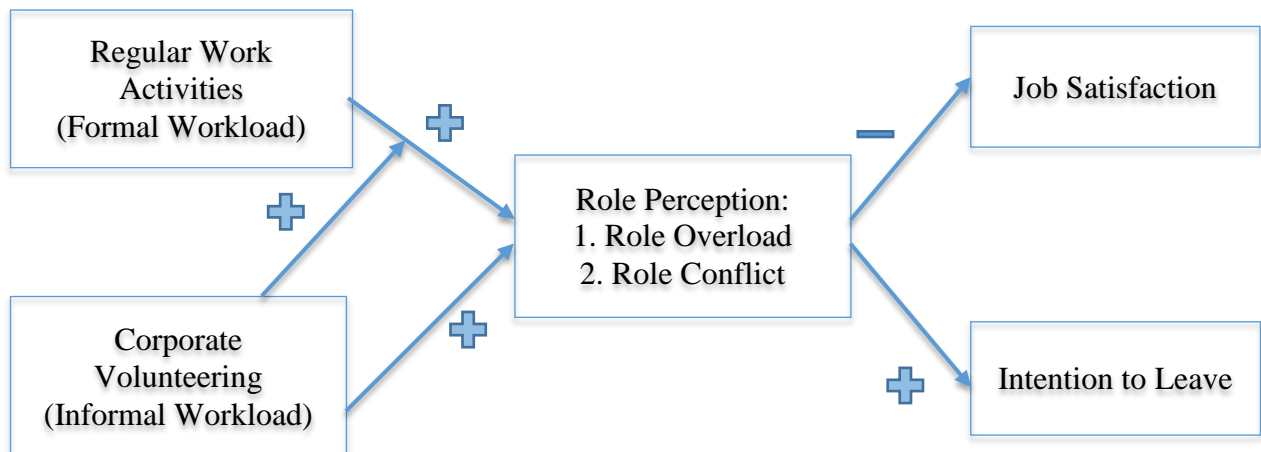 Regular Work
Activities
(Formal Workload)
Job Satisfaction
Role Perception:
1. Role Overload
2. Role Conflict
Corporate
Volunteering
(Informal Workload)
Intention to Leave